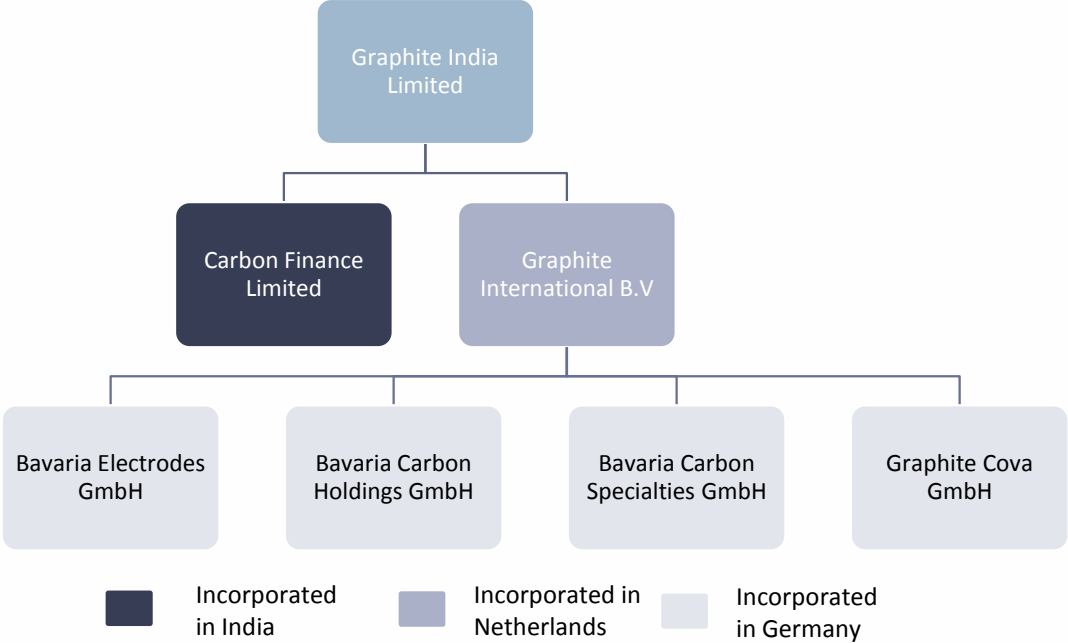 Graphite India
Limited
Carbon Finance
Limited
Graphite
International B.V
Bavaria Electrodes
GmbH
Bavaria Carbon
Holdings GmbH
Bavaria Carbon
Specialties GmbH
Graphite Cova
GmbH
Incorporated
in India
Incorporated in
Netherlands
Incorporated
in Germany